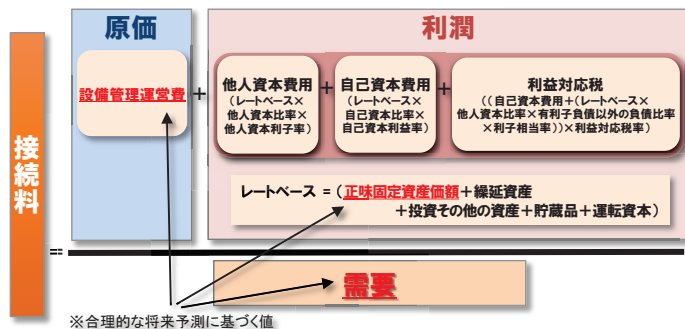 原価
利潤
設備管理運営費
+
他人資本費用
(レートベース×
他人資本比率×
他人資本利子率)
+
自己資本費用
(レートベース×
自己資本比率×
自己資本利益率)
+
利益対応税
((自己資本費用+(レートベース×
他人資本比率×有利子負債以外の負債比率
×利子相当率))×利益対応税率)
レートベース =(正味固定資産価額+繰延資産
+投資その他の資産+貯蔵品+運転資本)
接続料
=
需要
※合理的な将来予測に基づく値